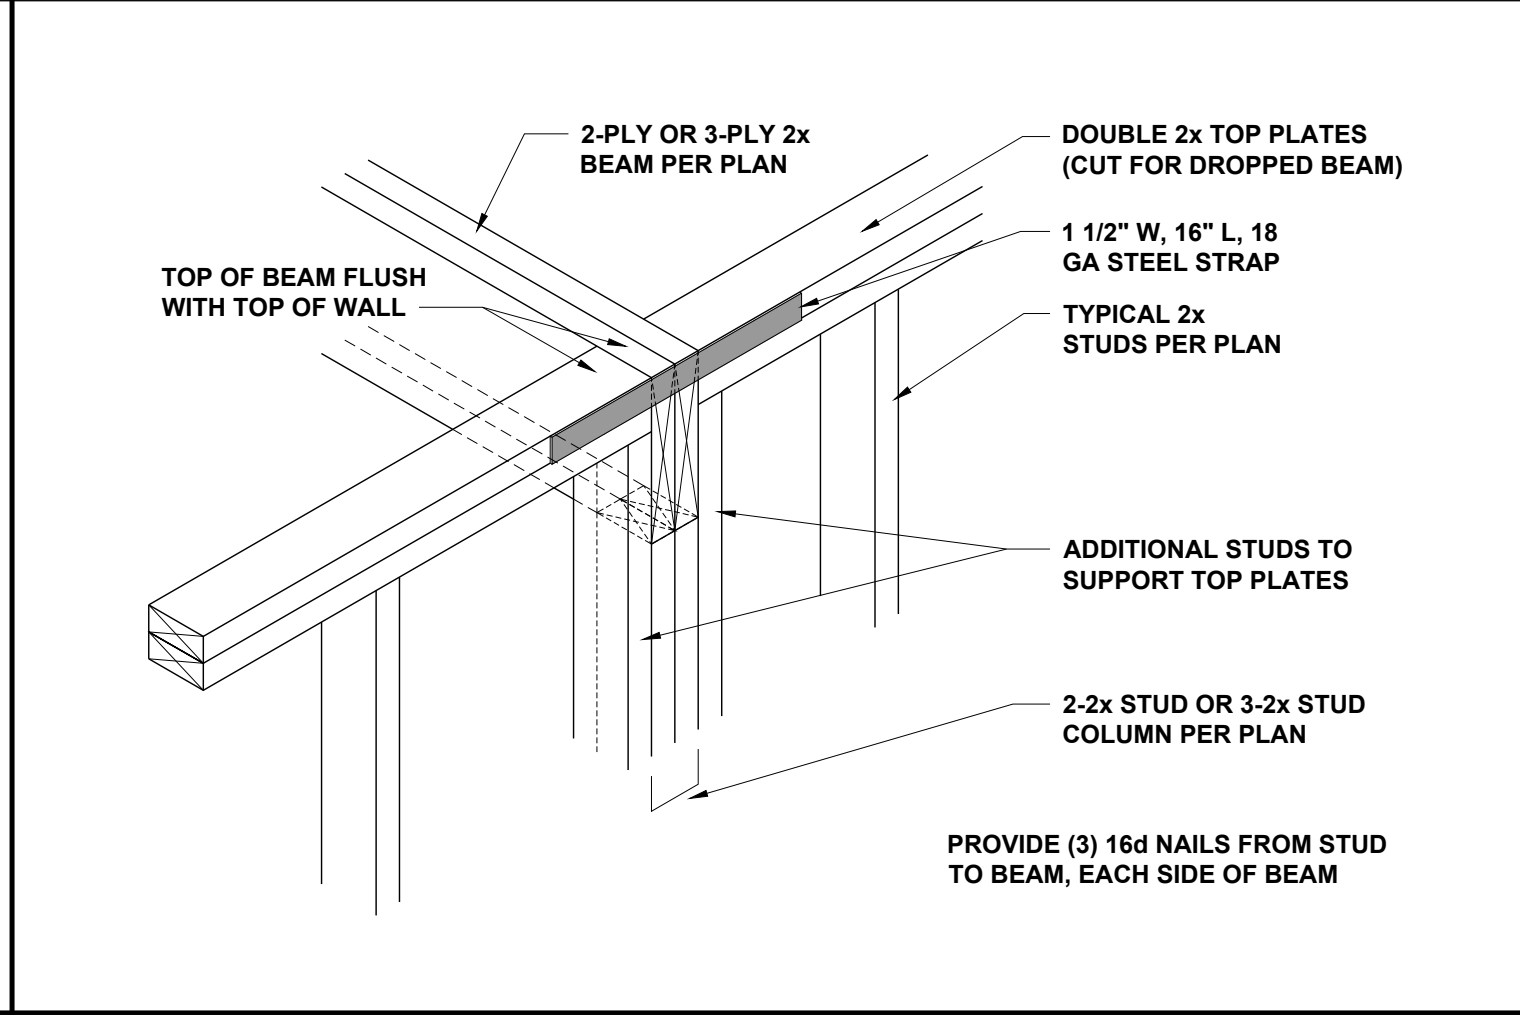 2-PLY OR 3-PLY 2x
BEAM PER PLAN
DOUBLE 2x TOP PLATES
(CUT FOR DROPPED BEAM)
1 1/2" W, 16" L, 18
GA STEEL STRAP
TOP OF BEAM FLUSH
WITH TOP OF WALL
TYPICAL 2x
STUDS PER PLAN
ADDITIONAL STUDS TO
SUPPORT TOP PLATES
2-2x STUD OR 3-2x STUD
COLUMN PER PLAN
PROVIDE (3) 16d NAILS FROM STUD
TO BEAM, EACH SIDE OF BEAM